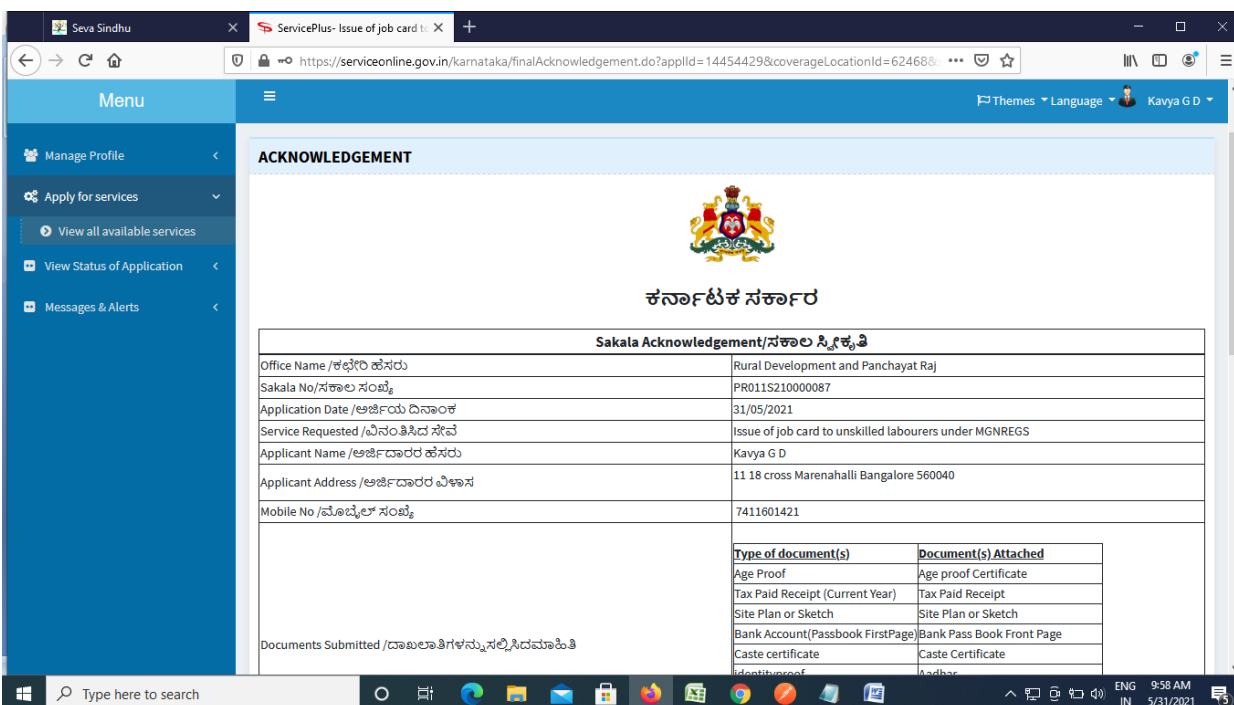 Seva Sindhu
ServicePlus- Issue of job card to
https://serviceonline.gov.in/karnataka/finalAcknowledgement.do?applId=14454429&coverageLocationId=62468&
Menu
Themes Language Kavya G D
Manage Profile
Apply for services
View all available services
View Status of Application
Messages & Alerts
ACKNOWLEDGEMENT
ಕರ್ನಾಟಕ ಸರ್ಕಾರ
Sakala Acknowledgement/ಸಕಾಲ ಸ್ವೀಕೃತಿ
Office Name /ಕಛೇರಿ ಹೆಸರು Rural Development and Panchayat Raj
Sakala No/ಸಕಾಲ ಸಂಖ್ಯೆ PR011S210000087
Application Date /ಅರ್ಜಿಯ ದಿನಾಂಕ 31/05/2021
Service Requested /ವಿನಂತಿಸಿದ ಸೇವೆ Issue of job card to unskilled labourers under MGNREGS
Applicant Name /ಅರ್ಜಿದಾರರ ಹೆಸರು Kavya G D
Applicant Address /ಅರ್ಜಿದಾರರ ವಿಳಾಸ 11 18 cross Marenahalli Bangalore 560040
Mobile No /ಮೊಬೈಲ್ ಸಂಖ್ಯೆ 7411601421
Documents Submitted /ದಾಖಲಾತಿಗಳನ್ನು ಸಲ್ಲಿಸಿದಮಾಹಿತಿ
Type of document(s) Document(s) Attached
Age Proof Age proof Certificate
Tax Paid Receipt (Current Year) Tax Paid Receipt
Site Plan or Sketch Site Plan or Sketch
Bank Account(Passbook FirstPage) Bank Pass Book Front Page
Caste certificate Caste Certificate
identityproof Aadhar
Type here to search
ENG 9:58 AM
IN 5/31/2021
5